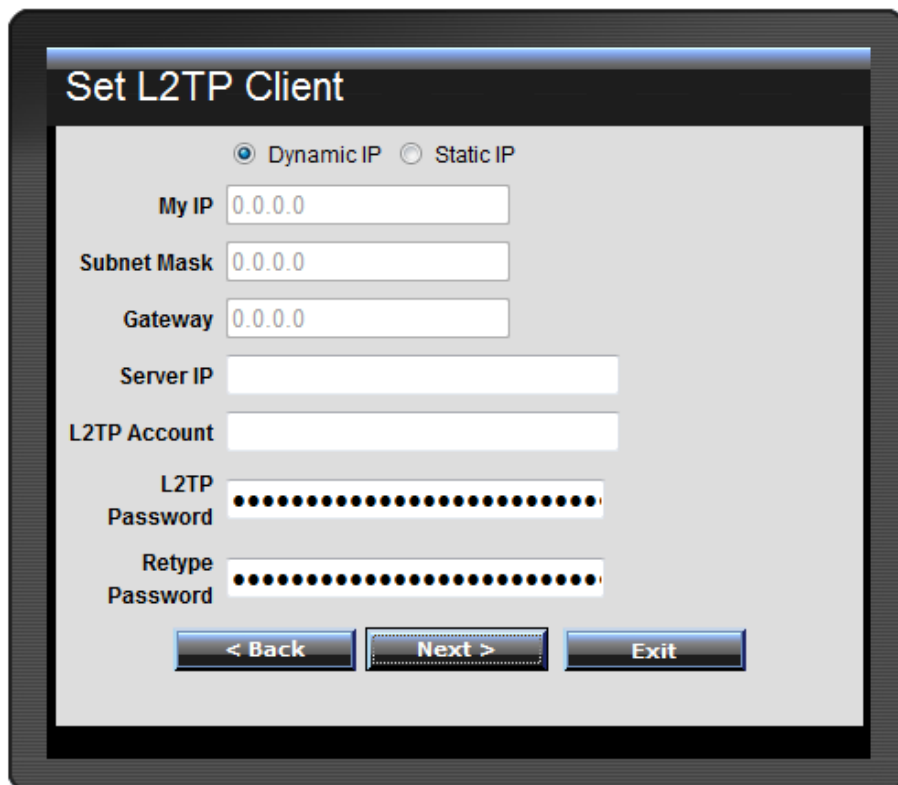 Set L2TP Client
Dynamic IP Static IP
My IP 0.0.0.0
Subnet Mask 0.0.0.0
Gateway 0.0.0.0
Server IP
L2TP Account
L2TP
Password
Retype
Password
< Back Next > Exit